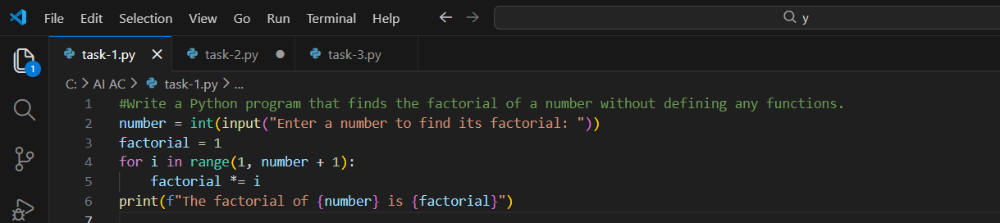 File Edit Selection View Go Run Terminal Help y
task-1.py task-2.py task-3.py
1
C: > AI AC > task-1.py > ...
1 #Write a Python program that finds the factorial of a number without defining any functions.
2 number = int(input("Enter a number to find its factorial: "))
3 factorial = 1
4 for i in range(1, number + 1):
5     factorial *= i
6 print(f"The factorial of {number} is {factorial}")
7